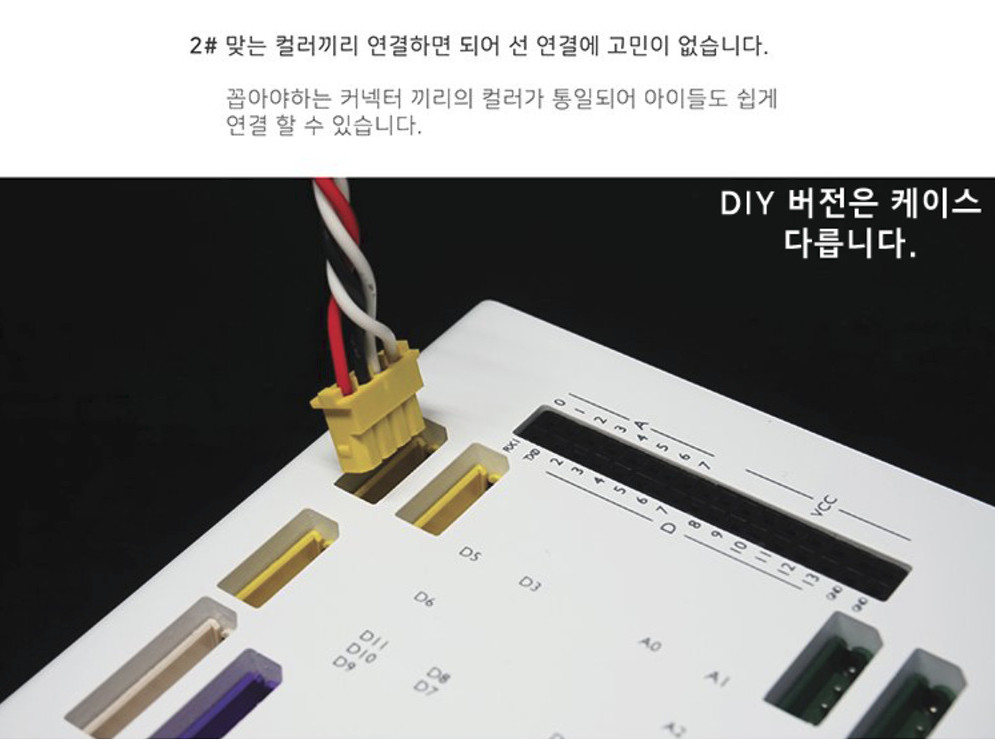 2# 맞는 컬러끼리 연결하면 되어 선 연결에 고민이 없습니다.
꼽아야하는 커넥터 끼리의 컬러가 통일되어 아이들도 쉽게
연결 할 수 있습니다.
DIY 버전은 케이스
다릅니다.
0 1 2 3 A 4 5 6 7
VCC
RX1 TX0 2 3 4 5 6 7 D 8 9 10 11 12 13
D5
D3
D6
D11
D10
D9
D8
D7
A0
A1
A2